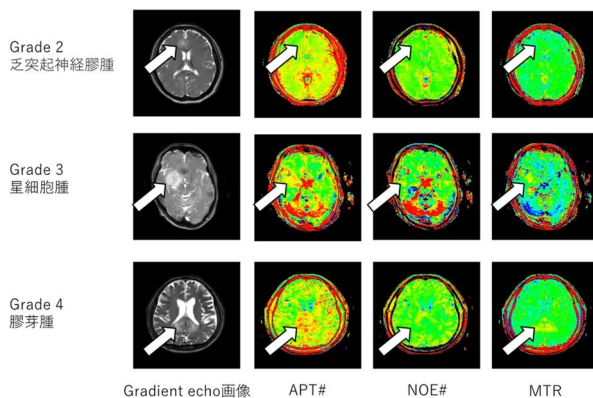 Grade 2
乏突起神経膠腫
Grade 3
星細胞腫
Grade 4
膠芽腫
Gradient echo画像 APT# NOE# MTR